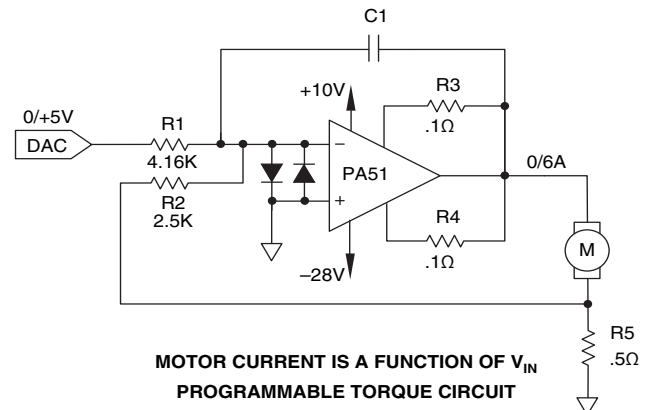 C1
+10V
R3
.1Ω
0/+5V
DAC
R1
4.16K
R2
2.5K
–
PA51
+
0/6A
R4
.1Ω
–28V
M
R5
.5Ω
MOTOR CURRENT IS A FUNCTION OF VIN
PROGRAMMABLE TORQUE CIRCUIT